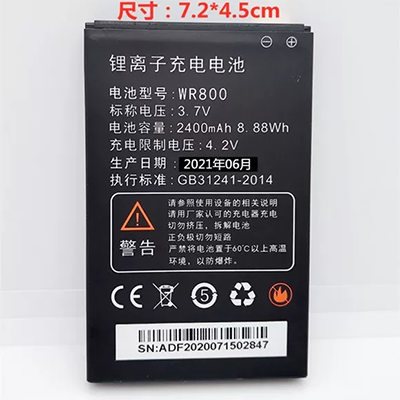 尺寸：7.2*4.5cm
锂离子充电电池
电池型号: WR800
标称电压: 3.7V
电池容量: 2400mAh 8.88Wh
充电限制电压: 4.2V
生产日期: 2021年06月
执行标准: GB31241-2014
请参照所使用设备的相关说明
请用厂家认可的充电器充电
切勿挤压，拆解电池
正负极切勿短路
警告
禁将电池置于60℃以上高温
环境，以防爆炸。
5
SN:ADF2020071502847